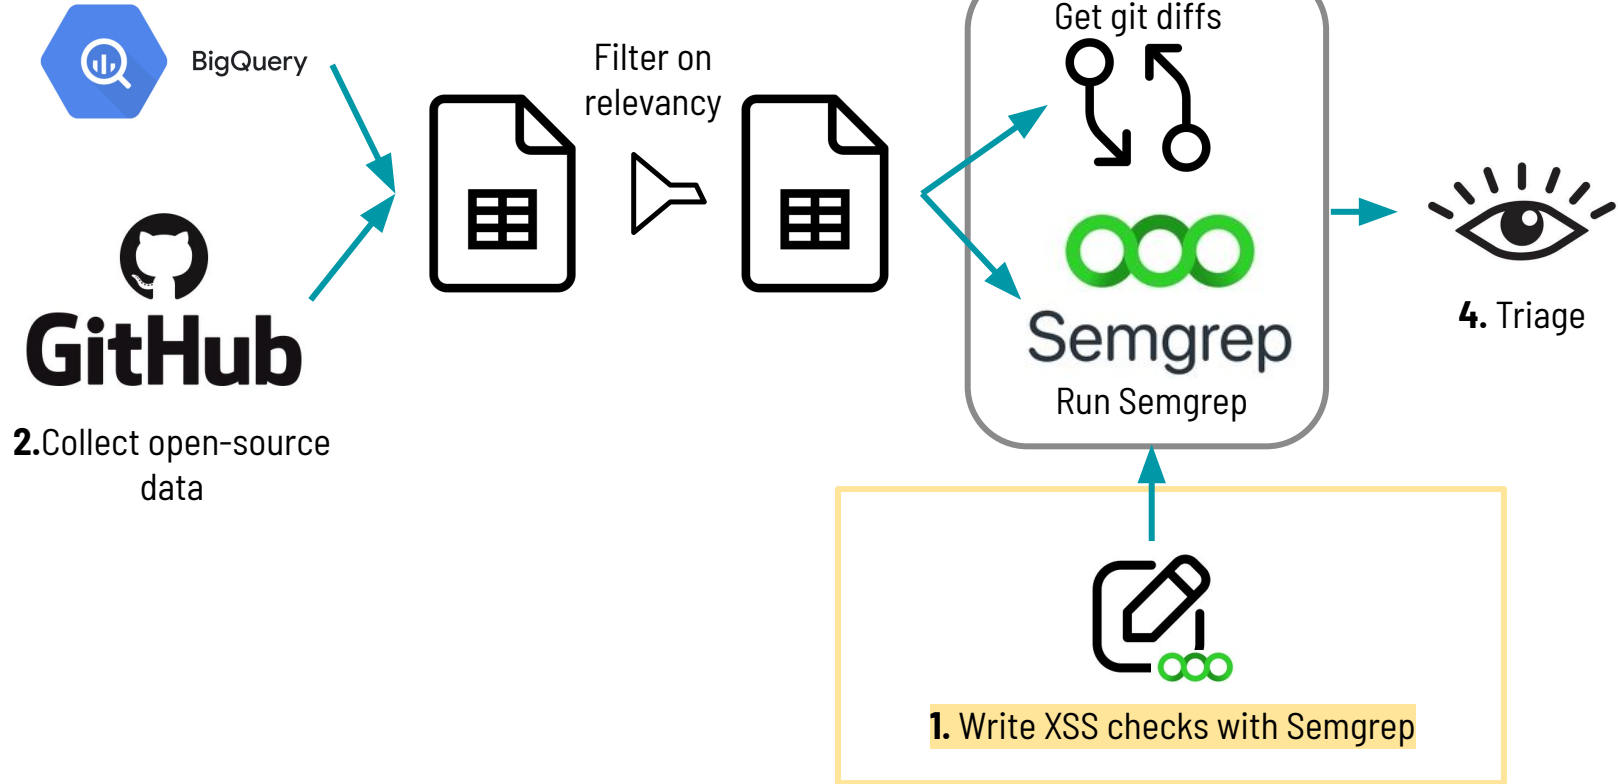 BigQuery
GitHub
2.Collect open-source
data
Filter on
relevancy
Get git diffs
Semgrep
Run Semgrep
4. Triage
1. Write XSS checks with Semgrep